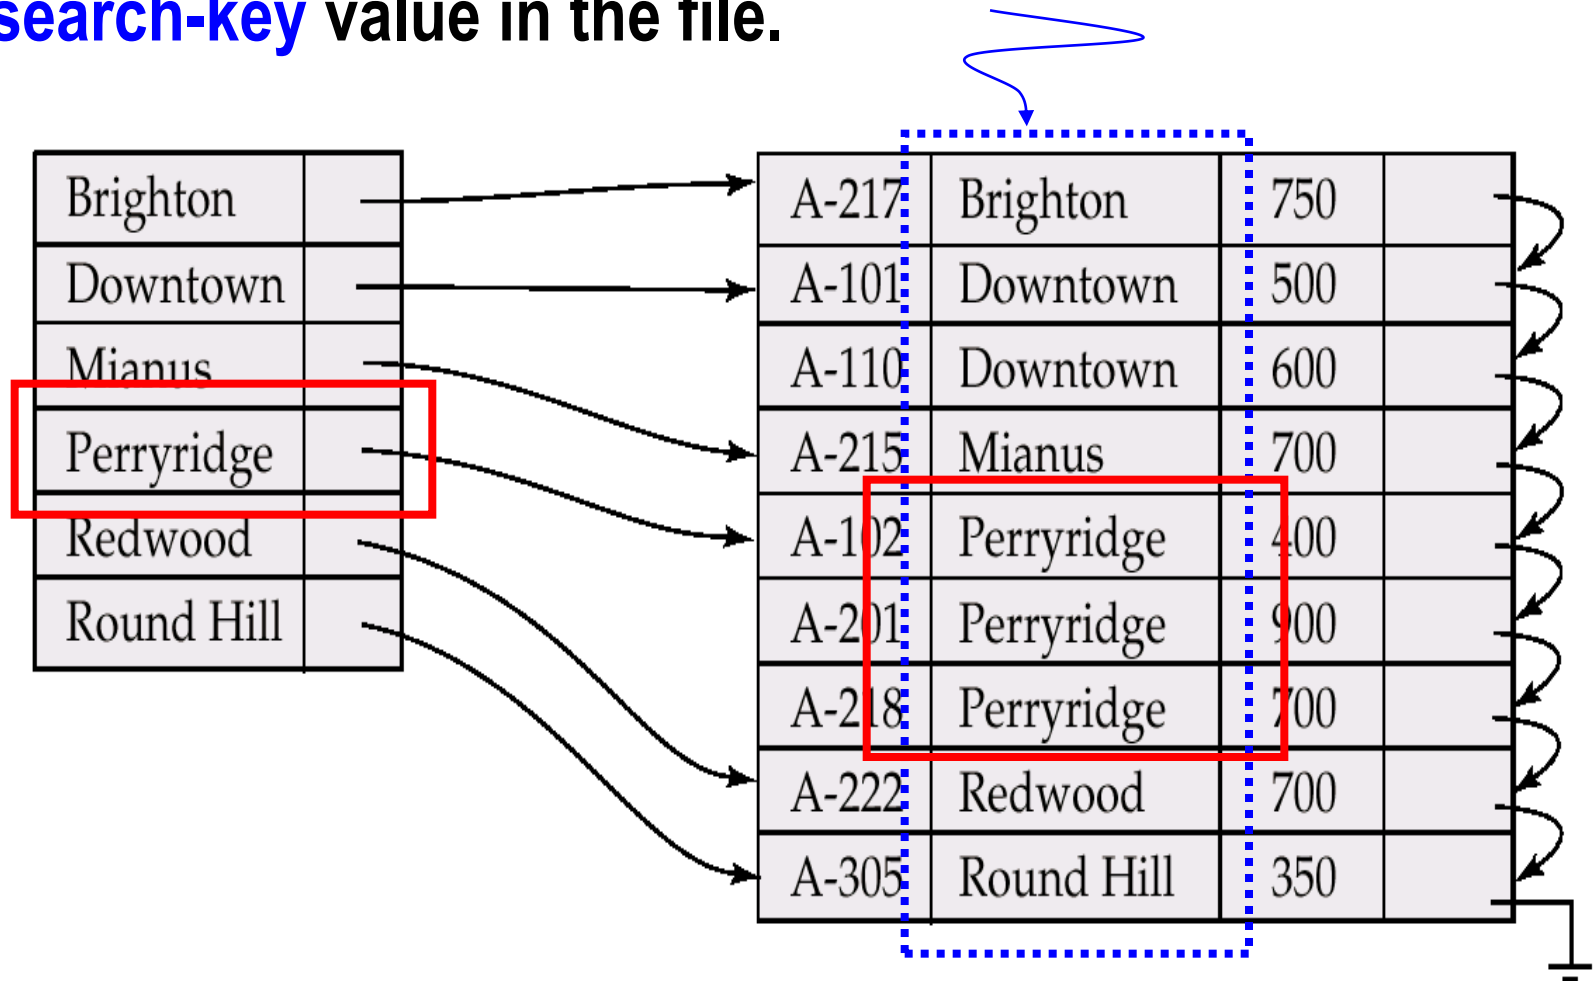 search-key value in the file.
Brighton
Downtown
Mianus
Perryridge
Redwood
Round Hill
A-217 Brighton 750
A-101 Downtown 500
A-110 Downtown 600
A-215 Mianus 700
A-102 Perryridge 400
A-201 Perryridge 900
A-218 Perryridge 700
A-222 Redwood 700
A-305 Round Hill 350